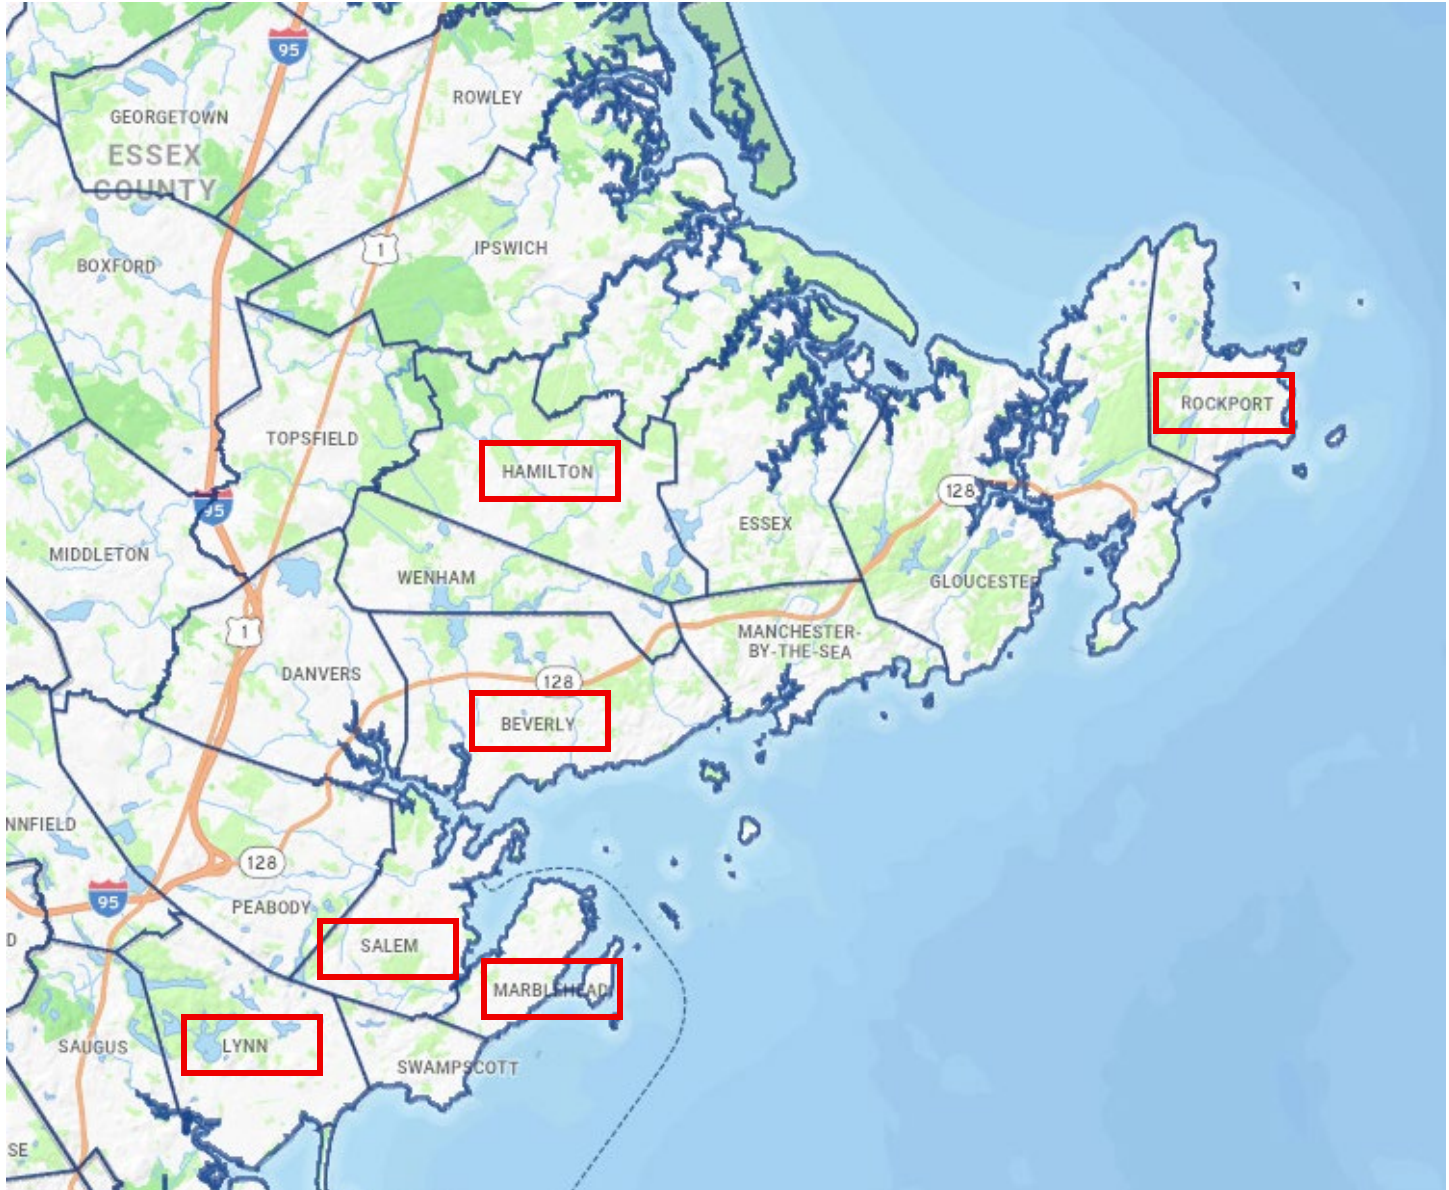 95
ROWLEY
GEORGETOWN
ESSEX
COUNTY
1
IPSWICH
BOXFORD
ROCKPORT
TOPSFIELD
HAMILTON
128
95
ESSEX
MIDDLETON
WENHAM
GLOUCESTER
1
MANCHESTER-
BY-THE-SEA
DANVERS
128
BEVERLY
NNFIELD
128
95
PEABODY
D
SALEM
MARBLEHEAD
SAUGUS
LYNN
SWAMPSCOTT
SE